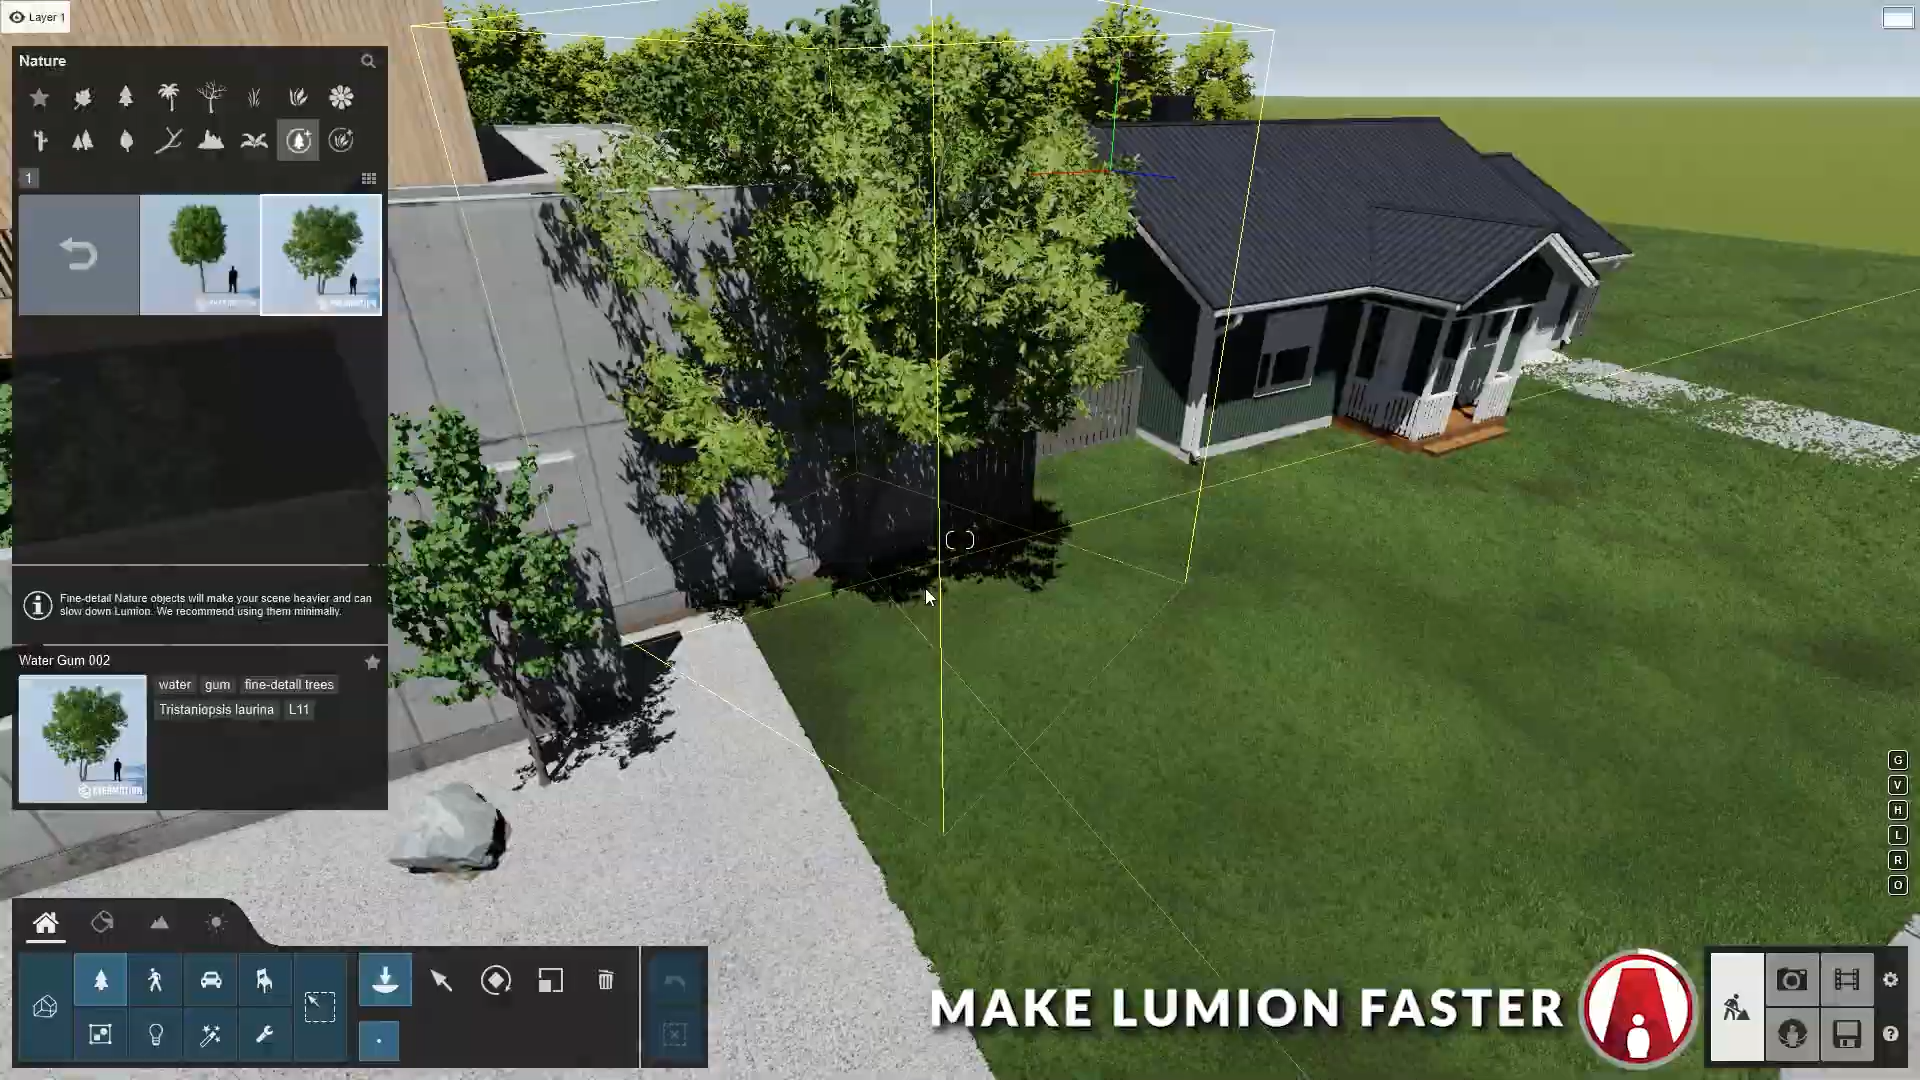 Layer 1
Nature
1
Fine-detail Nature objects will make your scene heavier and can
slow down Lumion. We recommend using them minimally.
Water Gum 002
water gum fine-detail trees
Tristaniopsis laurina L11
EVERMOTION
G
V
H
L
R
O
MAKE LUMION FASTER
?